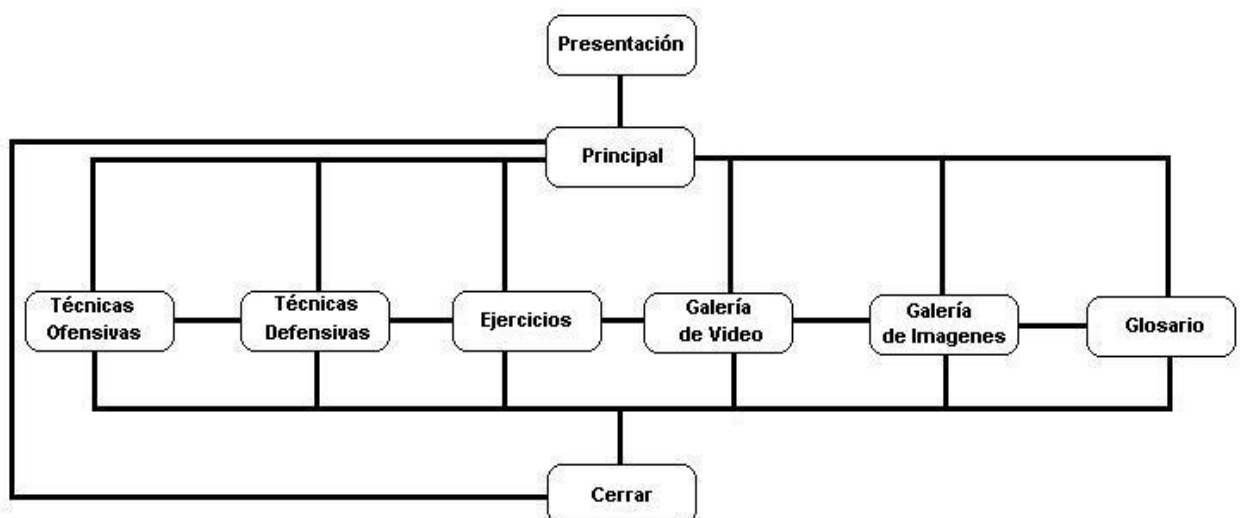 Presentación
Principal
Técnicas
Ofensivas
Técnicas
Defensivas
Ejercicios
Galería
de Video
Galería
de Imagenes
Glosario
Cerrar